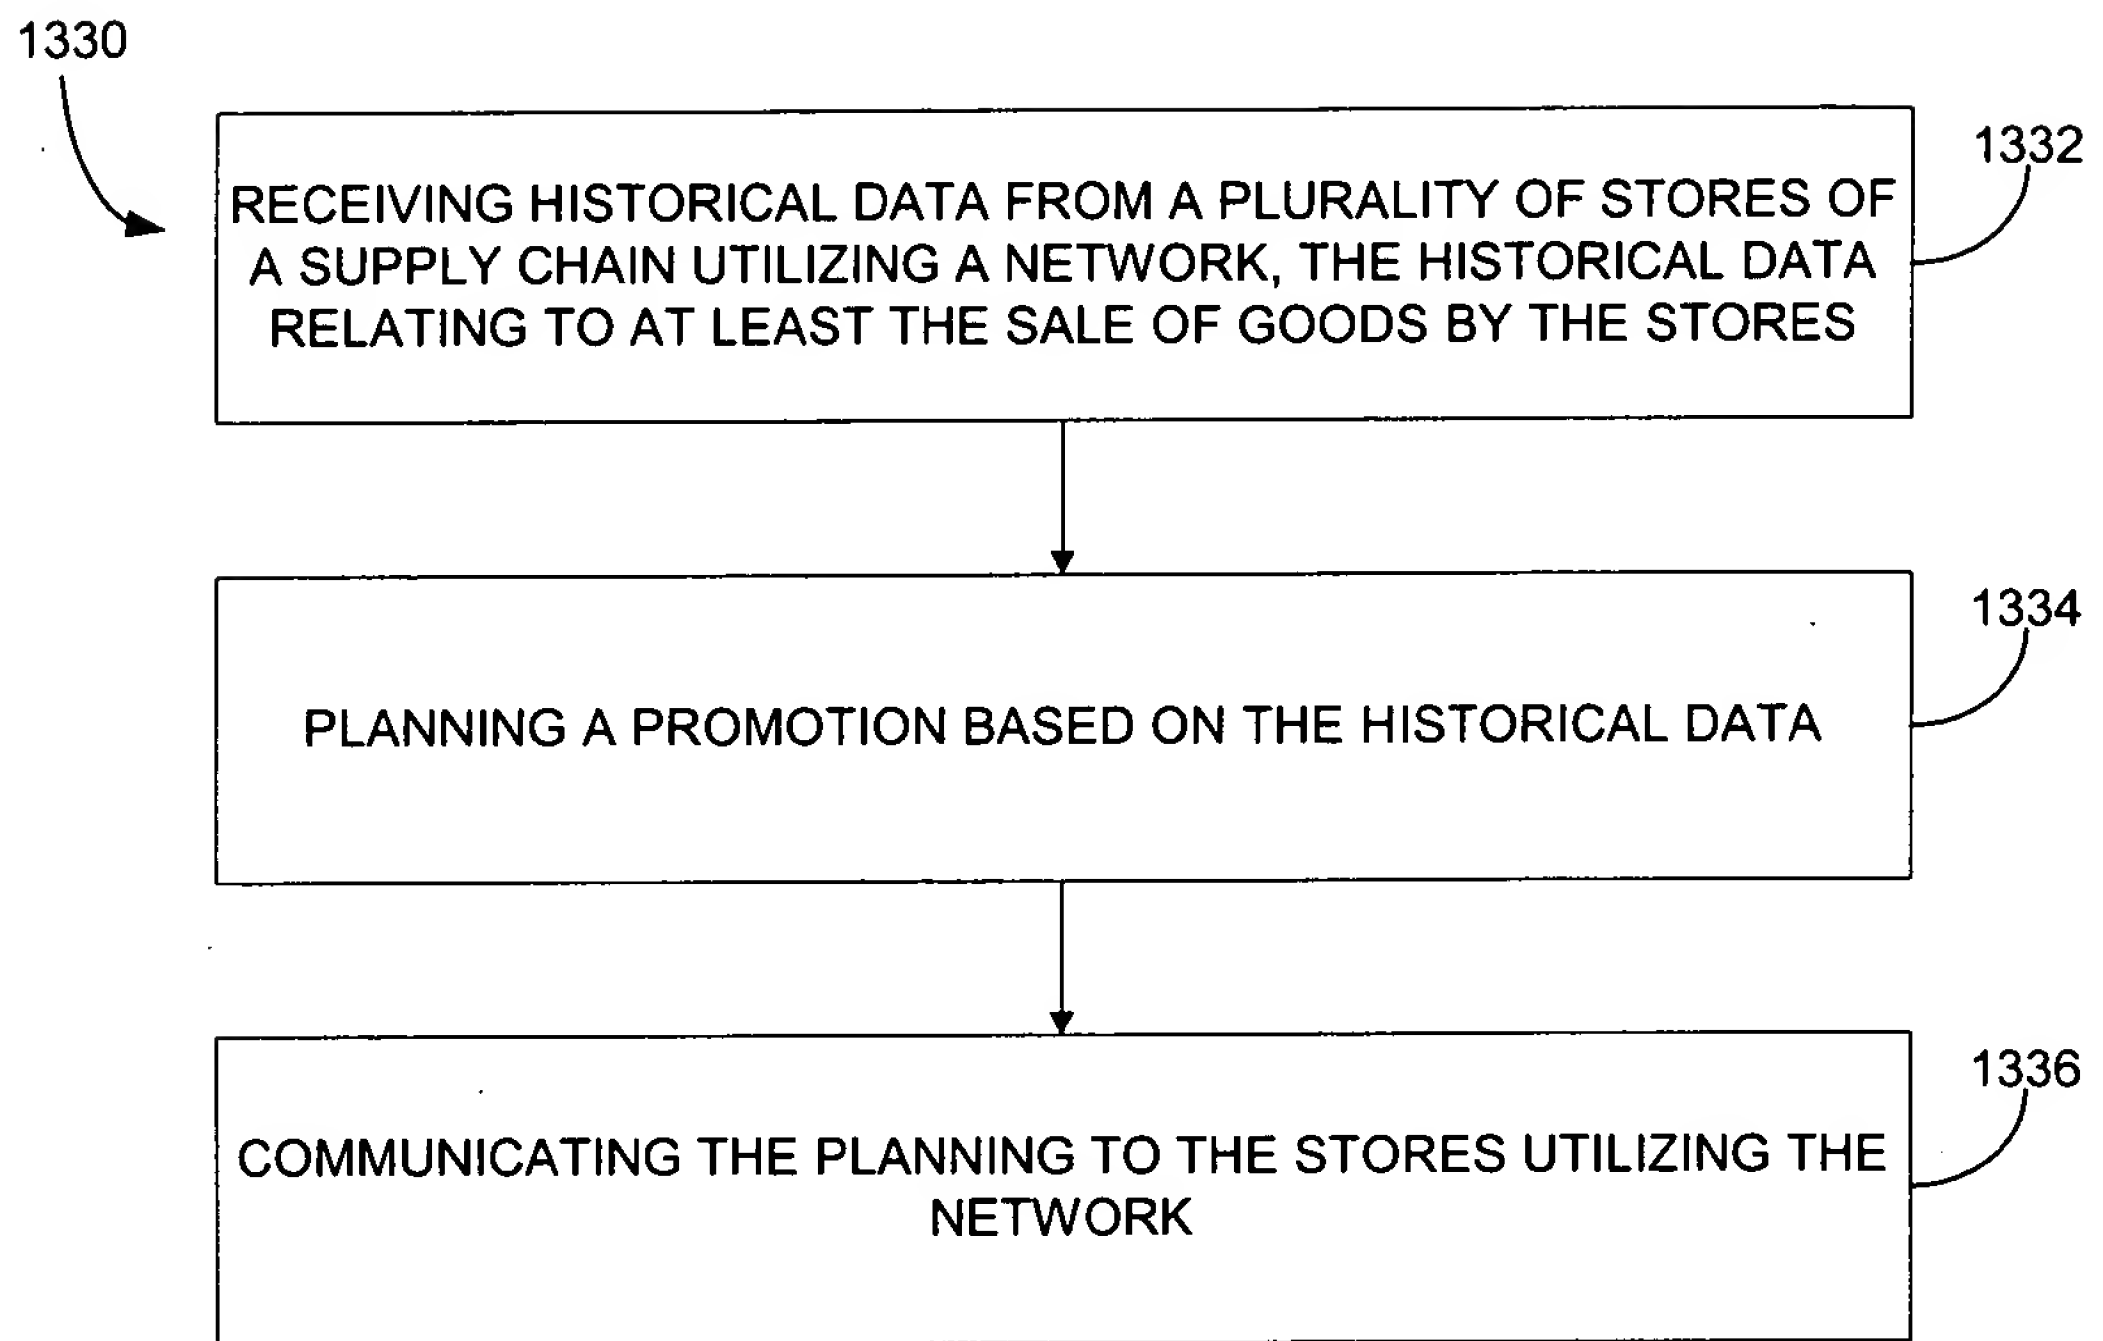 1330
1332
RECEIVING HISTORICAL DATA FROM A PLURALITY OF STORES OF
A SUPPLY CHAIN UTILIZING A NETWORK, THE HISTORICAL DATA
RELATING TO AT LEAST THE SALE OF GOODS BY THE STORES
1334
PLANNING A PROMOTION BASED ON THE HISTORICAL DATA
1336
COMMUNICATING THE PLANNING TO THE STORES UTILIZING THE
NETWORK